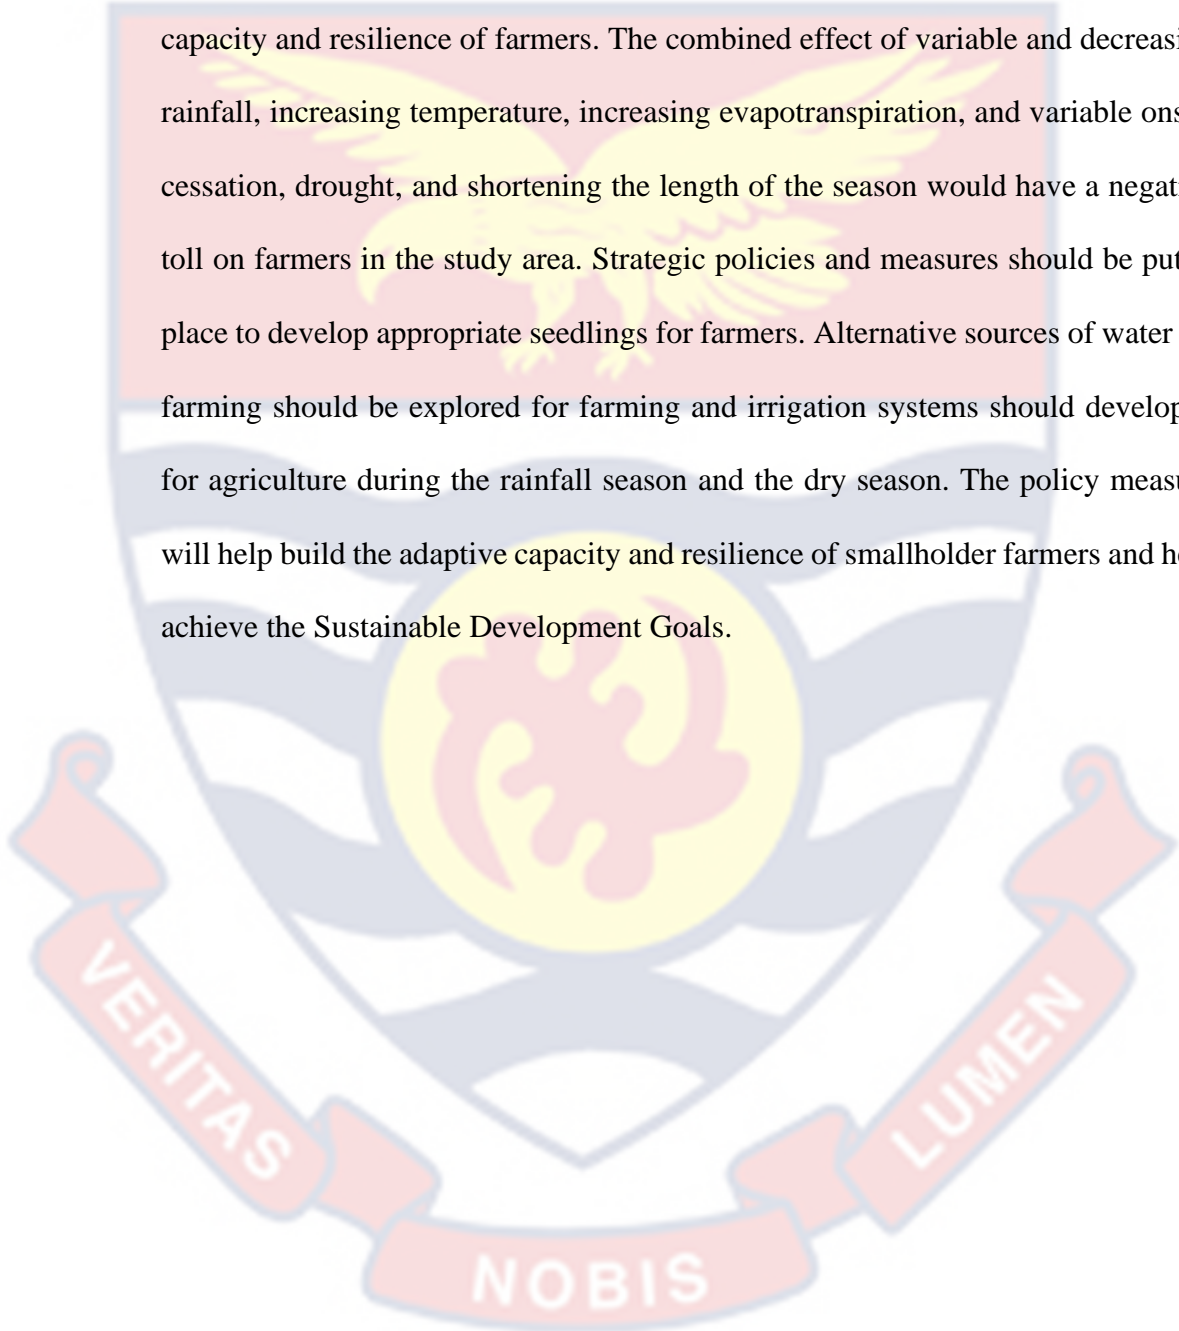 capacity and resilience of farmers. The combined effect of variable and decreasi
rainfall, increasing temperature, increasing evapotranspiration, and variable ons
cessation, drought, and shortening the length of the season would have a negati
toll on farmers in the study area. Strategic policies and measures should be put
place to develop appropriate seedlings for farmers. Alternative sources of water
farming should be explored for farming and irrigation systems should develop
for agriculture during the rainfall season and the dry season. The policy measu
will help build the adaptive capacity and resilience of smallholder farmers and he
achieve the Sustainable Development Goals.
VERITAS
NOBIS
LUMEN